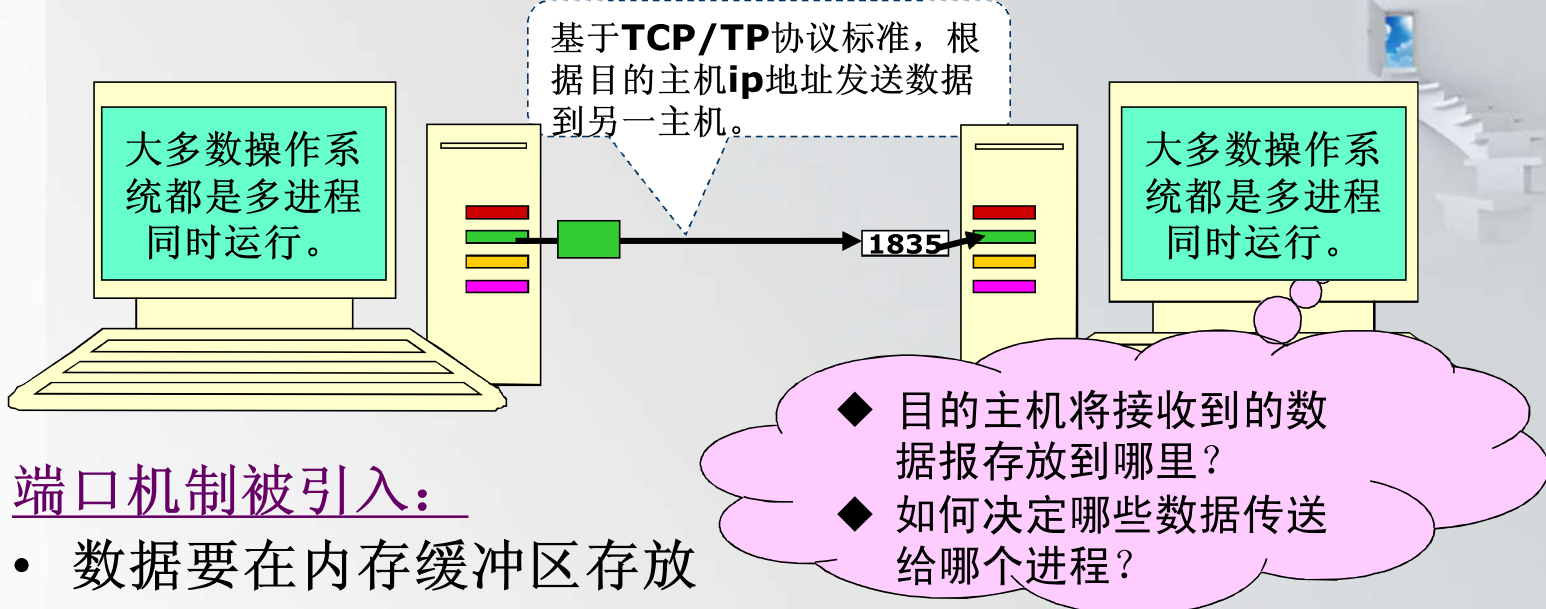 基于TCP/TP协议标准，根
据目的主机ip地址发送数据
到另一主机。
大多数操作系
统都是多进程
同时运行。
1835
大多数操作系
统都是多进程
同时运行。
◆ 目的主机将接收到的数
据报存放到哪里？
◆ 如何决定哪些数据传送
给哪个进程？
端口机制被引入：
• 数据要在内存缓冲区存放